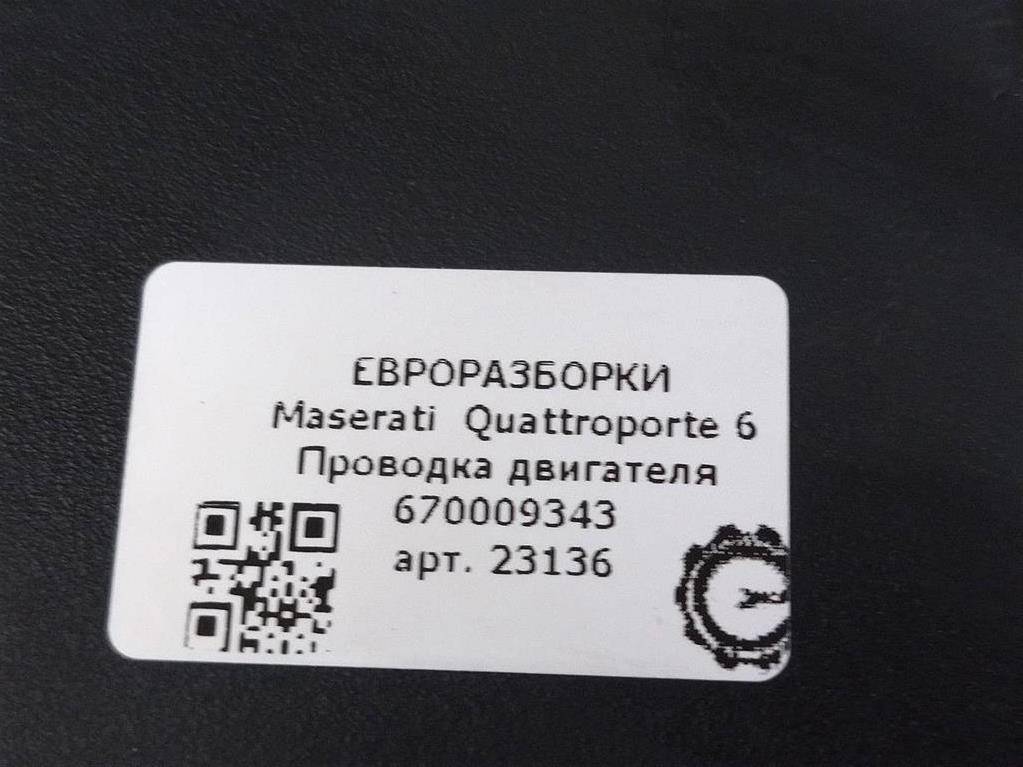 ЕВРОРАЗБОРКИ
Maserati Quattroporte 6
Проводка двигателя
670009343
арт. 23136